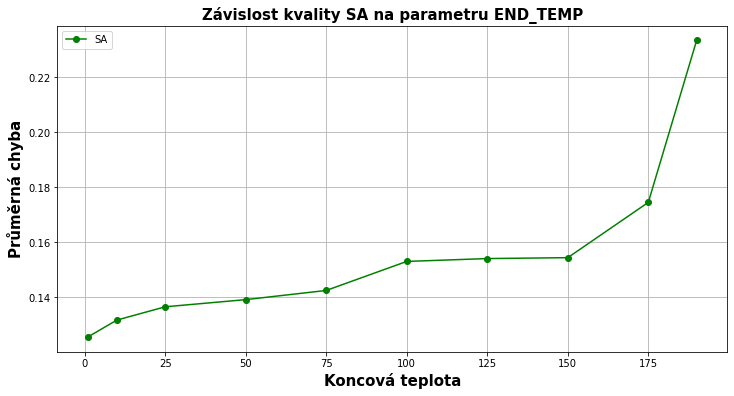 Závislost kvality SA na parametru END_TEMP
SA
Průměrná chyba
0.22
0.20
0.18
0.16
0.14
0 25 50 75 100 125 150 175
Koncová teplota